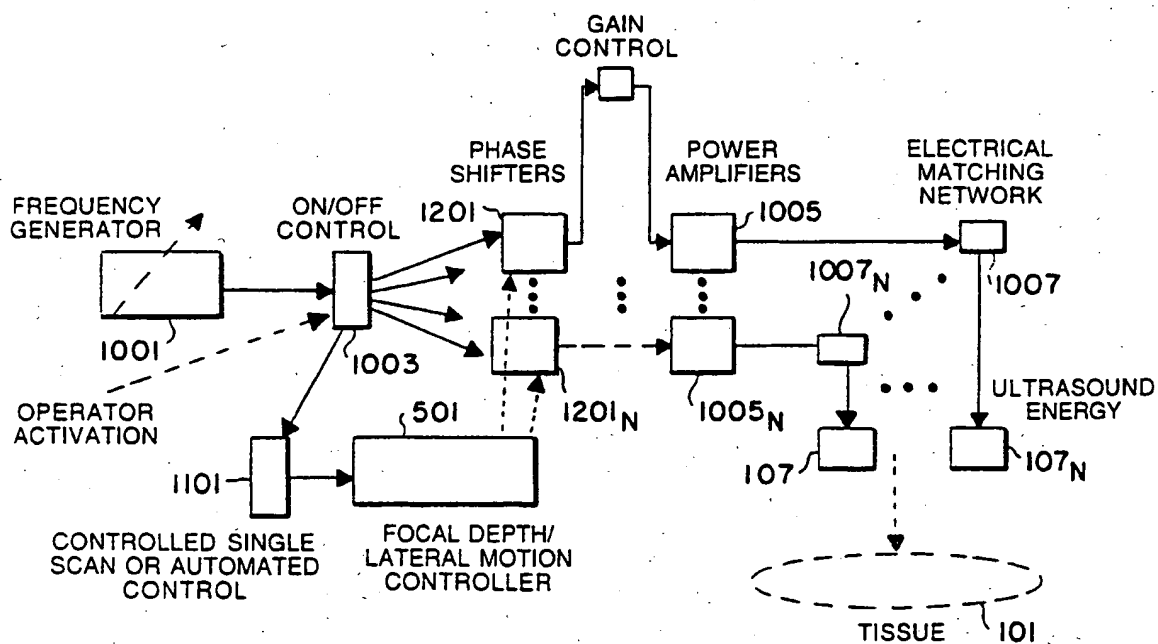 GAIN
CONTROL
PHASE
SHIFTERS
POWER
AMPLIFIERS
ELECTRICAL
MATCHING
NETWORK
FREQUENCY
GENERATOR
ON/OFF
CONTROL
1201
1005
1007
1007N
1001
1003
OPERATOR
ACTIVATION
501
1201N
1005N
ULTRASOUND
ENERGY
1101
107
107N
CONTROLLED SINGLE
SCAN OR AUTOMATED
CONTROL
FOCAL DEPTH/
LATERAL MOTION
CONTROLLER
101
TISSUE